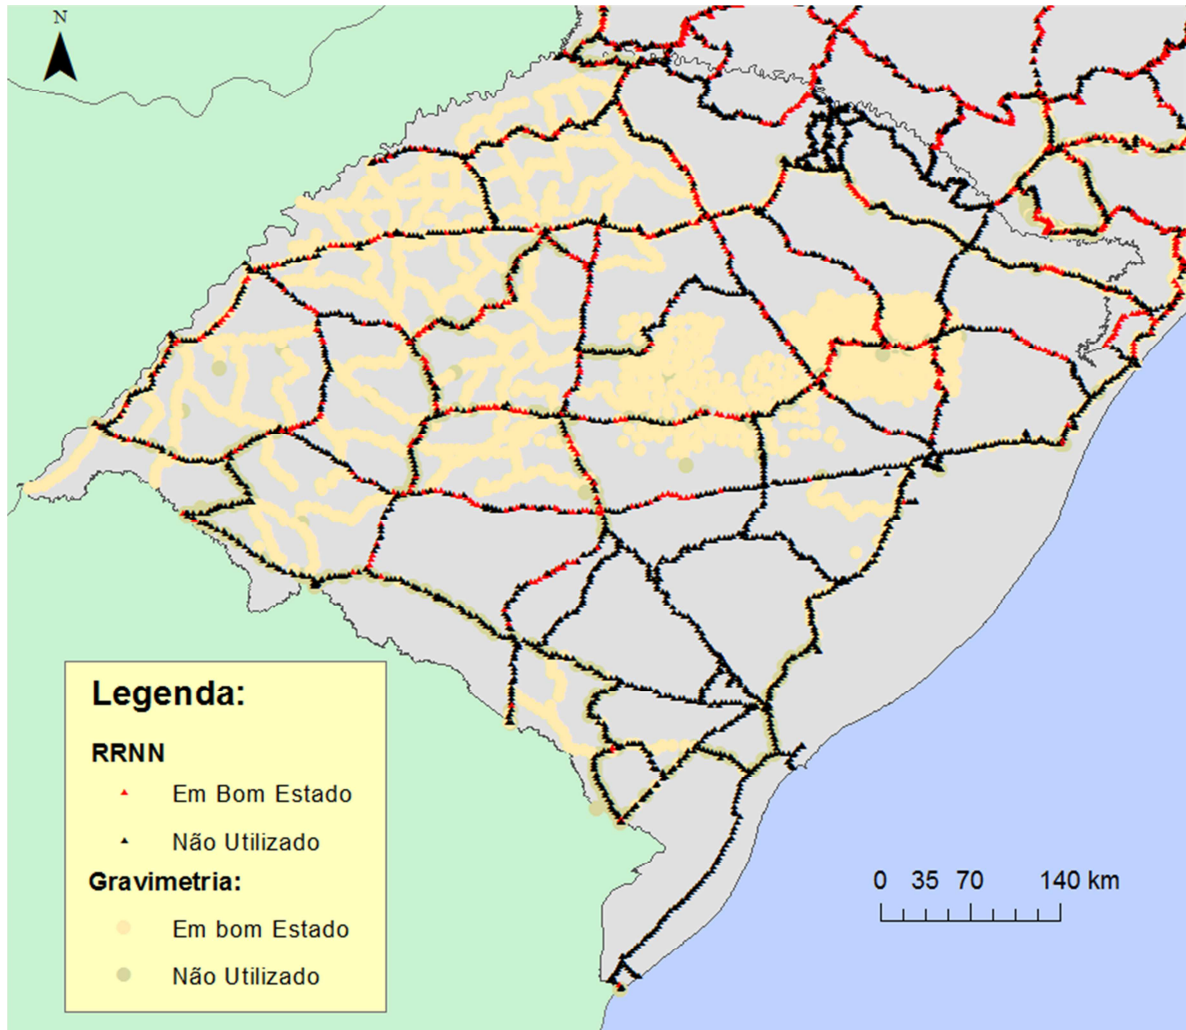 N
Legenda:
RRNN
Em Bom Estado
Não Utilizado
Gravimetria:
Em bom Estado
Não Utilizado
0 35 70 140 km